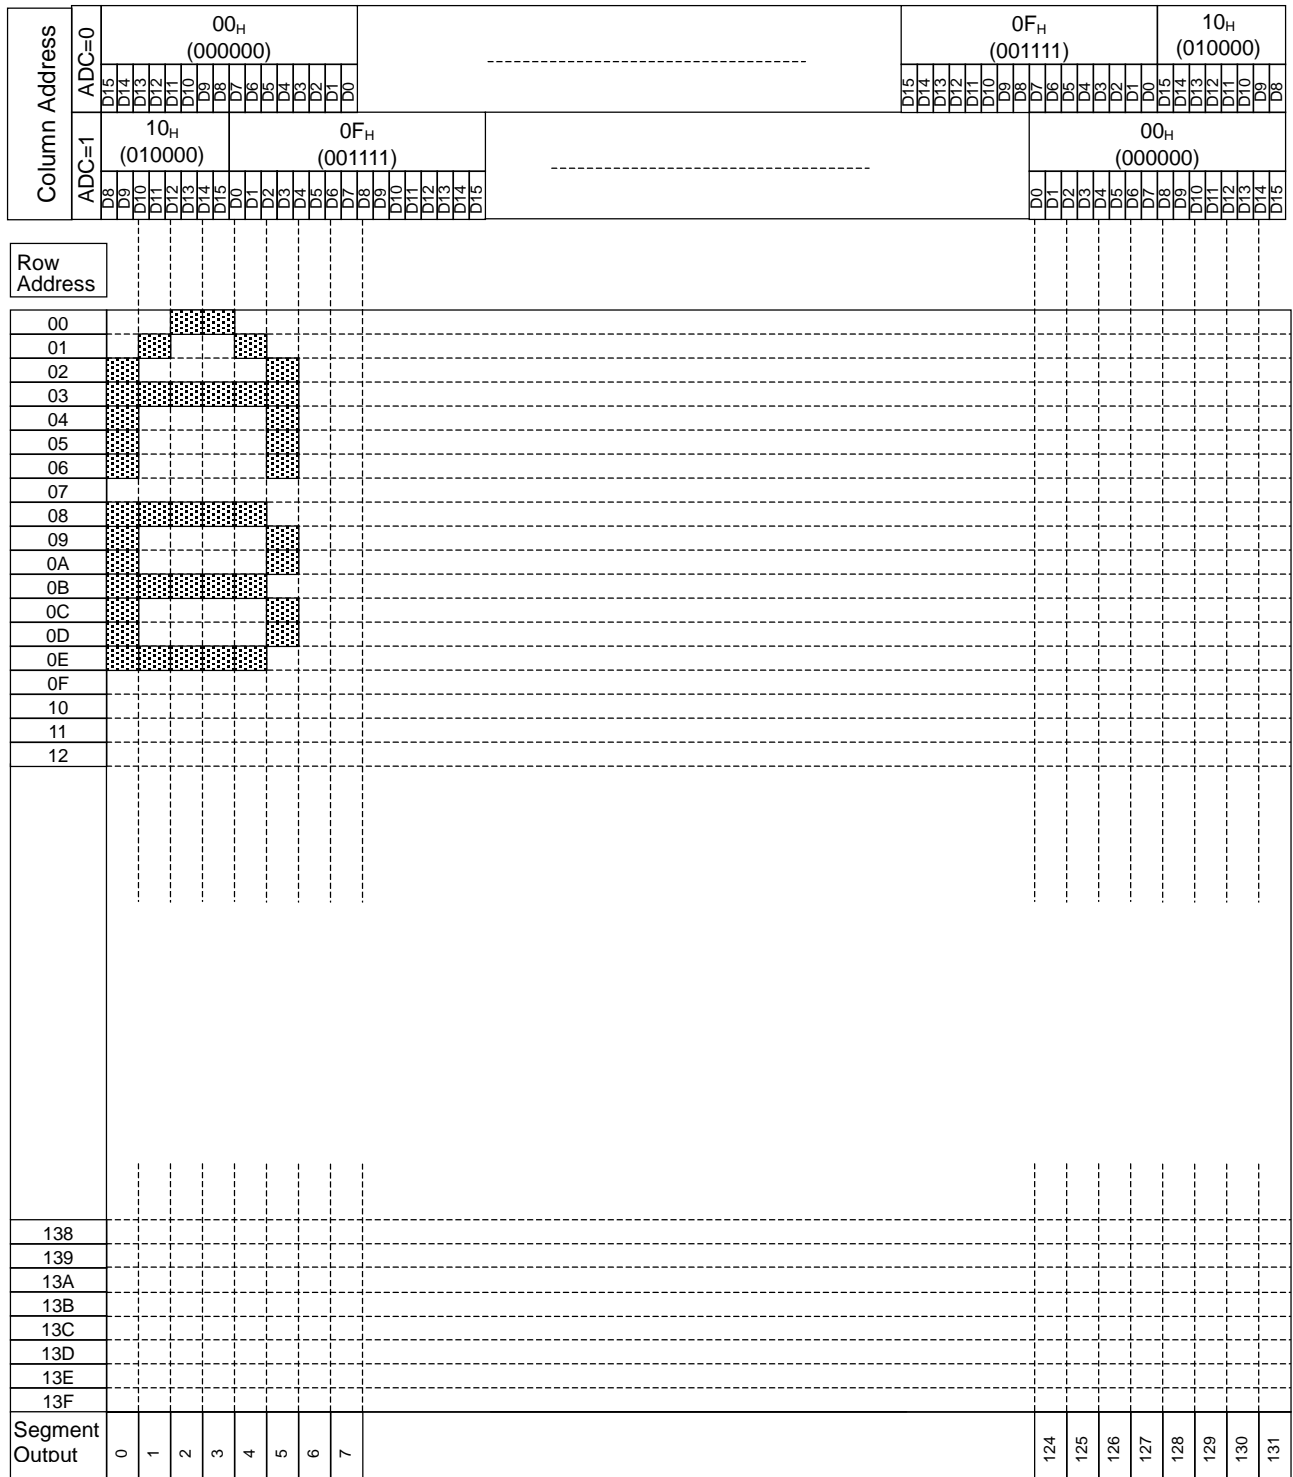 Column Address
ADC=0
00H
(000000)
0FH
(001111)
10H
(010000)
D15 D14 D13 D12 D11 D10 D9 D8 D7 D6 D5 D4 D3 D2 D1 D0
D15 D14 D13 D12 D11 D10 D9 D8 D7 D6 D5 D4 D3 D2 D1 D0 D15 D14 D13 D12 D11 D10 D9 D8
ADC=1
10H
(010000)
0FH
(001111)
00H
(000000)
D8 D9 D10 D11 D12 D13 D14 D15 D0 D1 D2 D3 D4 D5 D6 D7 D8 D9 D10 D11 D12 D13 D14 D15
D0 D1 D2 D3 D4 D5 D6 D7 D8 D9 D10 D11 D12 D13 D14 D15
Row
Address
00
01
02
03
04
05
06
07
08
09
0A
0B
0C
0D
0E
0F
10
11
12
138
139
13A
13B
13C
13D
13E
13F
Segment
Output
0 1 2 3 4 5 6 7 124 125 126 127 128 129 130 131